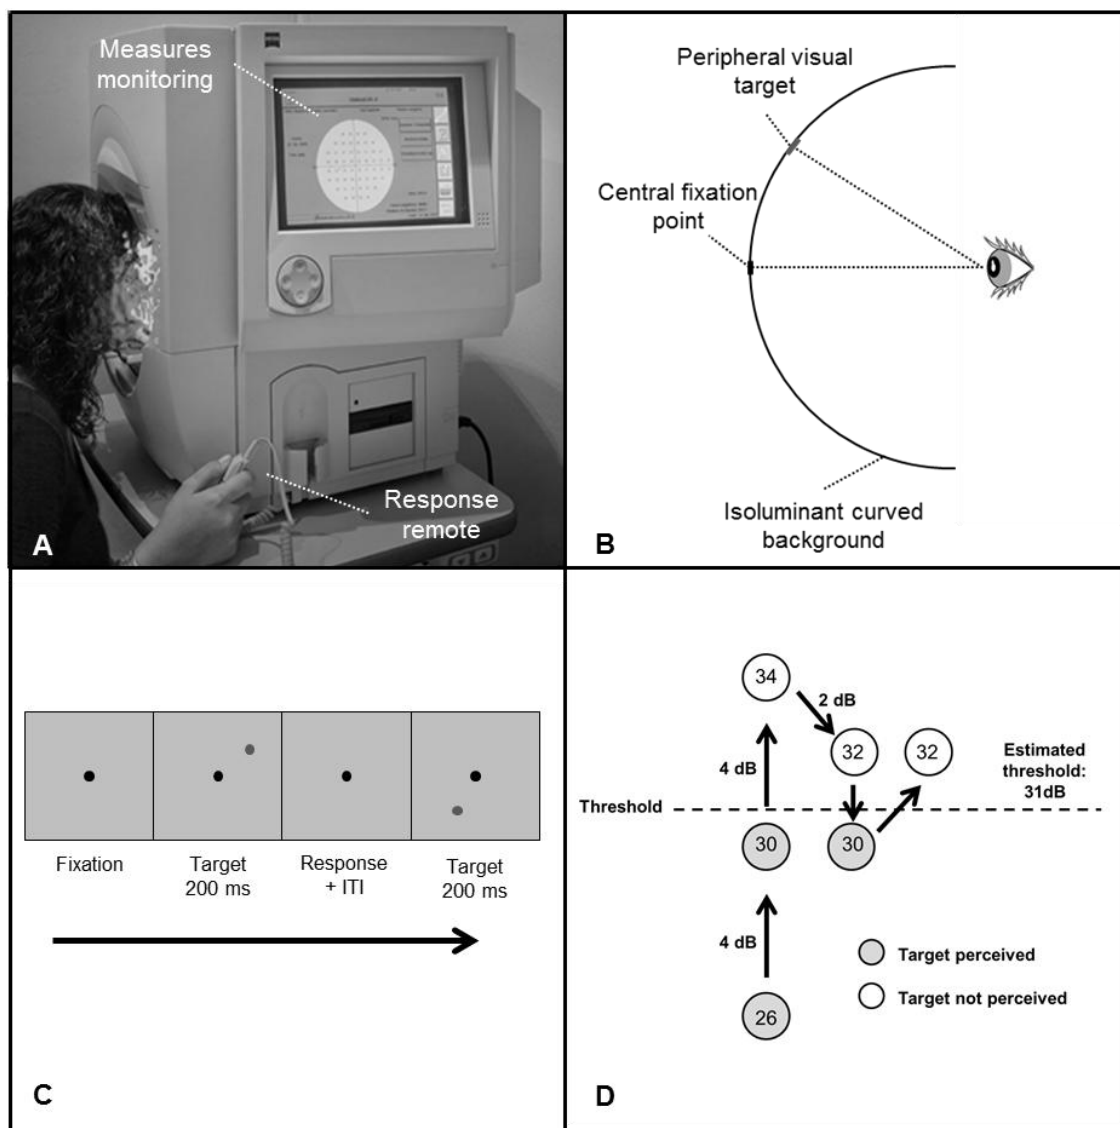 Measures
monitoring
Response
remote
A
Peripheral visual
target
Central fixation
point
Isoluminant curved
background
B
Fixation
Target
200 ms
Response
+ ITI
Target
200 ms
C
34
2 dB
32
32
4 dB
Estimated
threshold:
31dB
Threshold
30
30
4 dB
Target perceived
Target not perceived
26
D